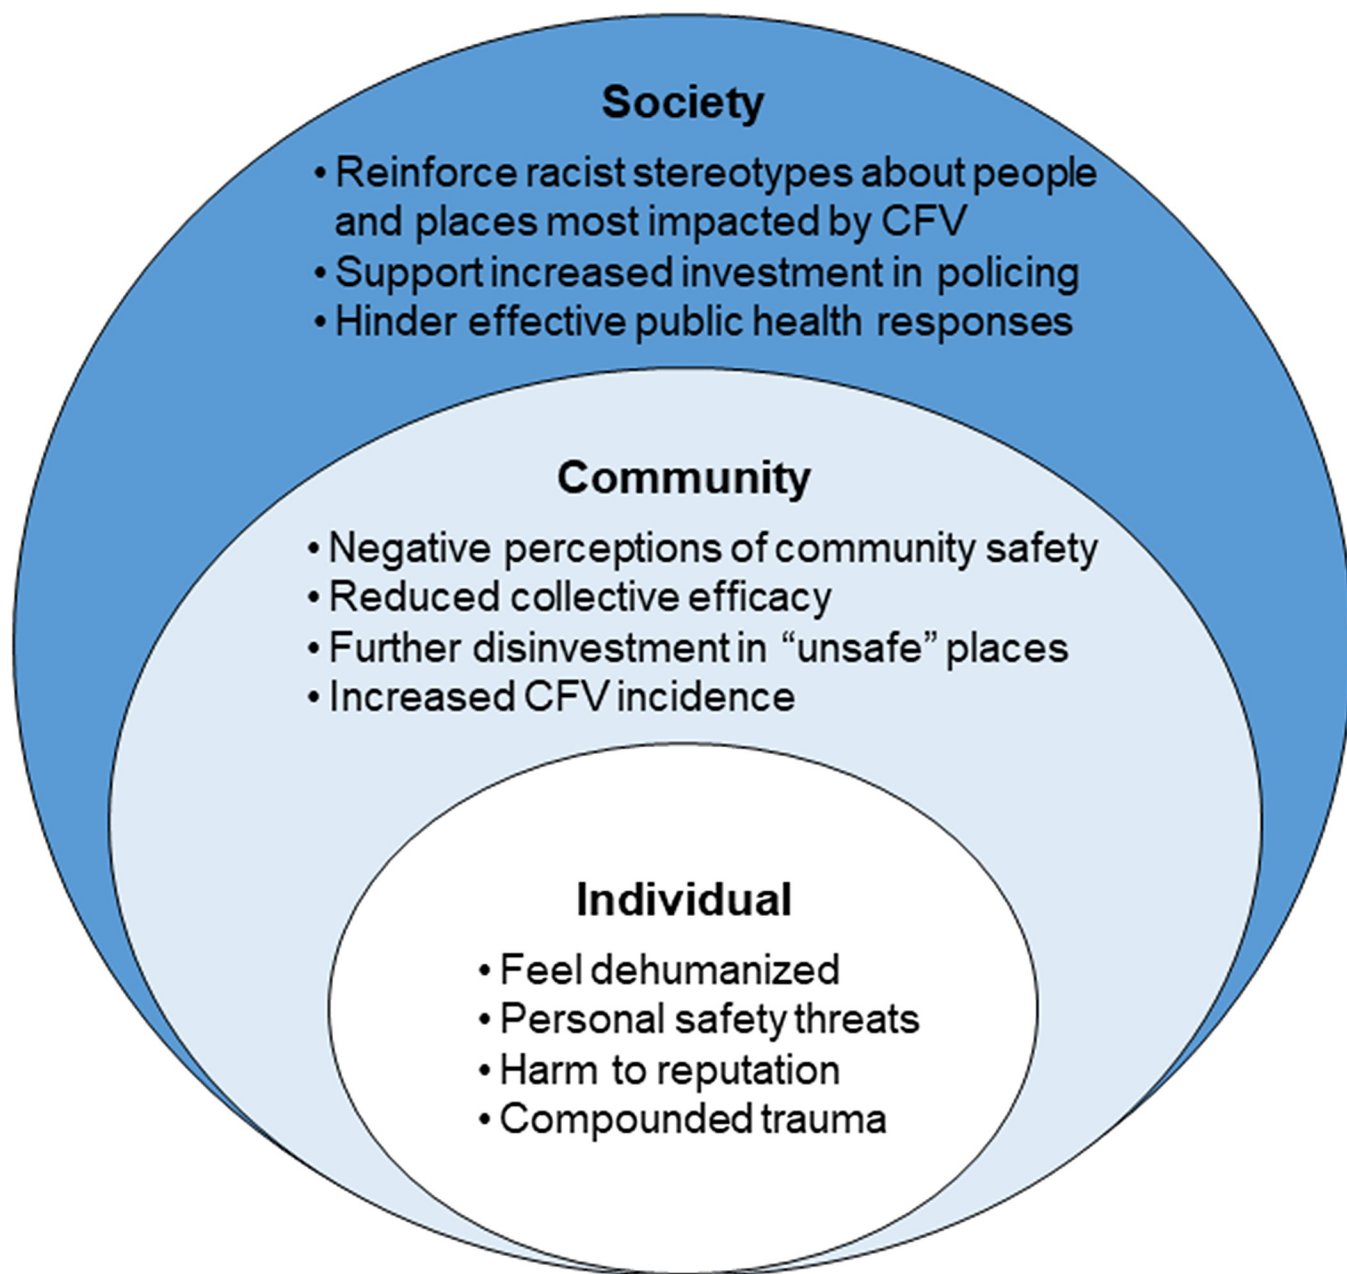 Society
• Reinforce racist stereotypes about people
and places most impacted by CFV
• Support increased investment in policing
• Hinder effective public health responses
Community
• Negative perceptions of community safety
• Reduced collective efficacy
• Further disinvestment in “unsafe” places
• Increased CFV incidence
Individual
• Feel dehumanized
• Personal safety threats
• Harm to reputation
• Compounded trauma